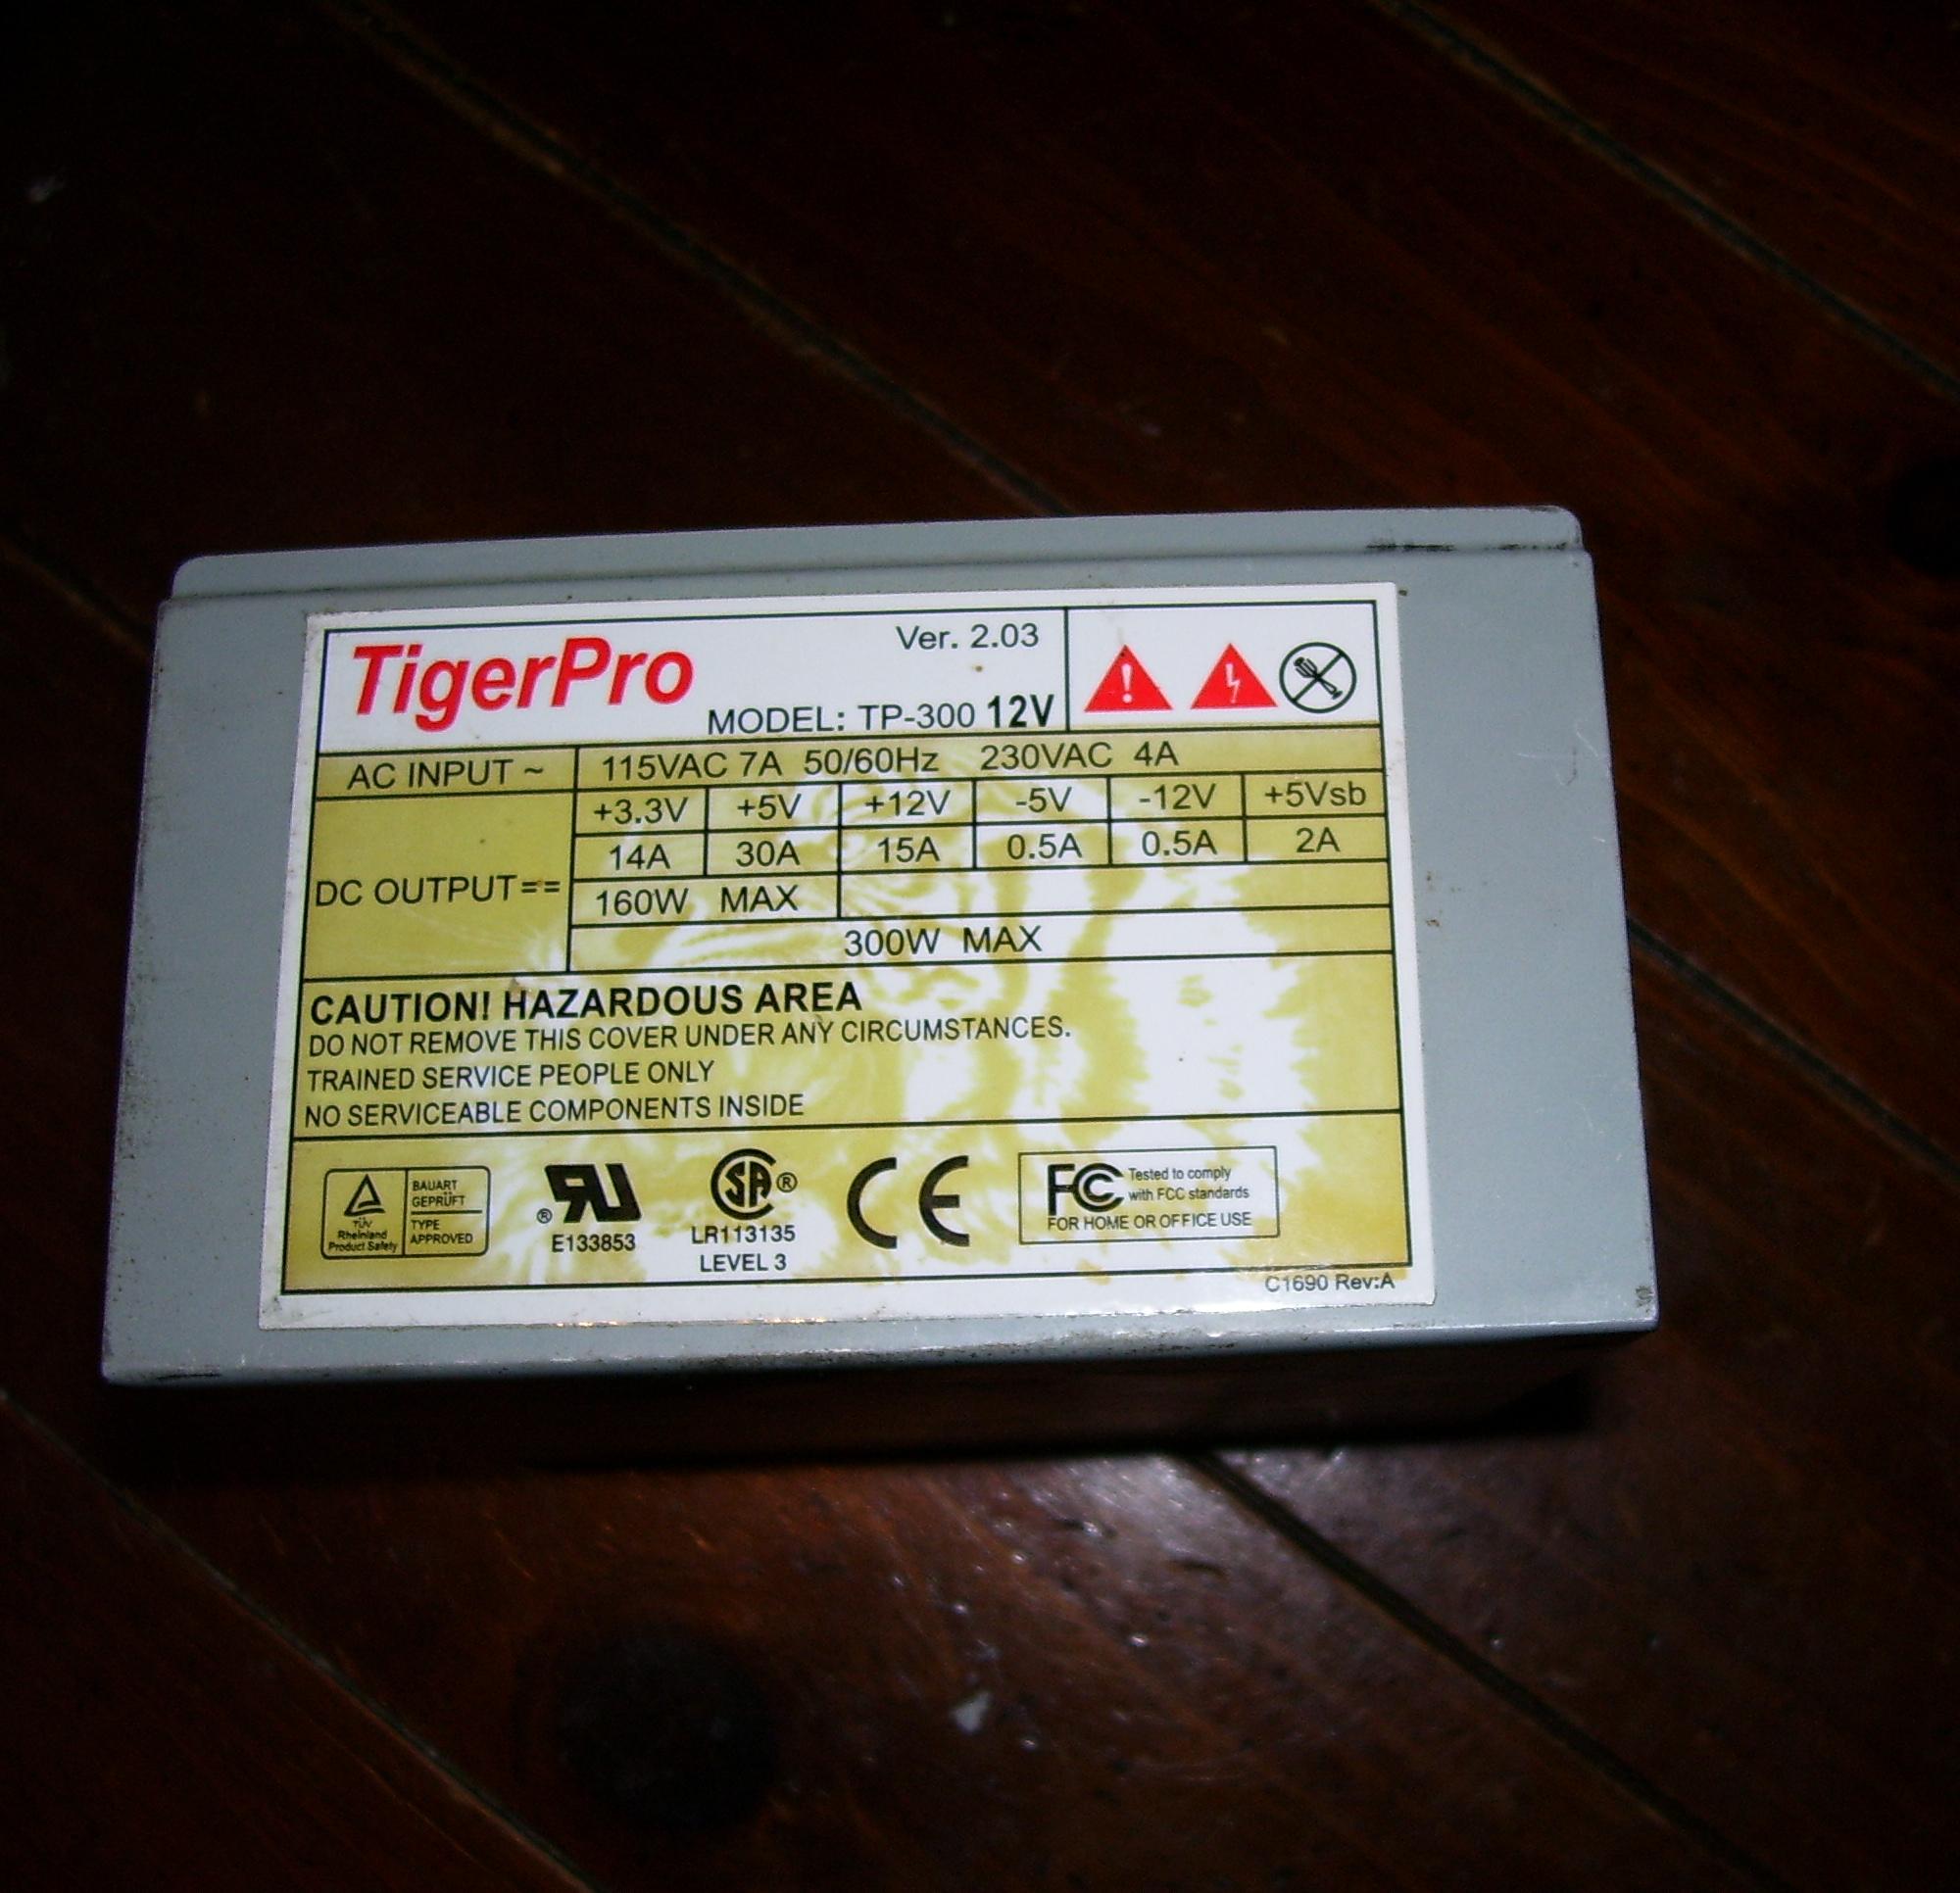 TigerPro
Ver. 2.03
MODEL: TP-300 12V
AC INPUT ~ 115VAC 7A 50/60Hz 230VAC 4A
+3.3V +5V +12V -5V -12V +5Vsb
14A 30A 15A 0.5A 0.5A 2A
DC OUTPUT==
160W MAX
300W MAX
CAUTION! HAZARDOUS AREA
DO NOT REMOVE THIS COVER UNDER ANY CIRCUMSTANCES.
TRAINED SERVICE PEOPLE ONLY
NO SERVICEABLE COMPONENTS INSIDE
TÜV
Rheinland
Product Safety
BAUART
GEPRÜFT
TYPE
APPROVED
®
E133853
SA ®
LR113135
LEVEL 3
CE
FC Tested to comply
with FCC standards
FOR HOME OR OFFICE USE
C1690 Rev:A